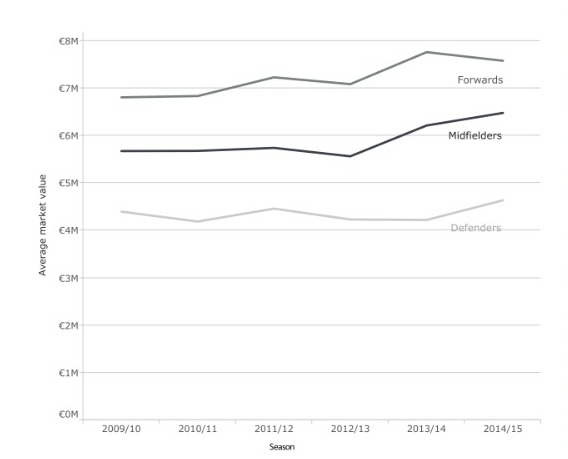 €8M
€7M
Forwards
€6M
Midfielders
€5M
Average market value
Defenders
€4M
€3M
€2M
€1M
€0M
2009/10 2010/11 2011/12 2012/13 2013/14 2014/15
Season